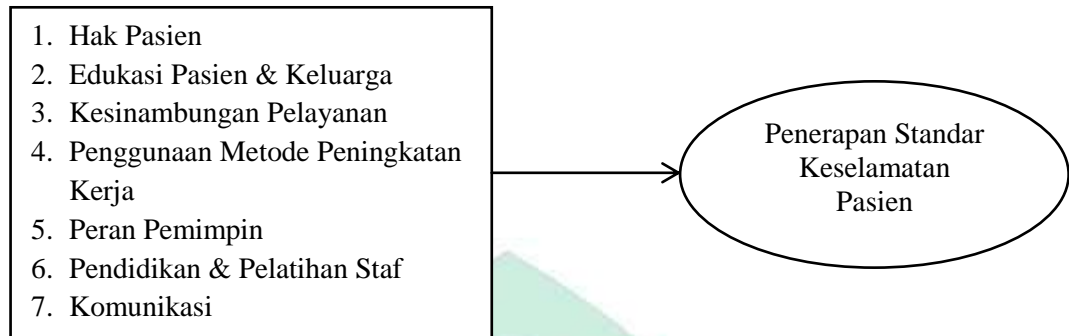 1. Hak Pasien
2. Edukasi Pasien & Keluarga
3. Kesinambungan Pelayanan
4. Penggunaan Metode Peningkatan
Kerja
5. Peran Pemimpin
6. Pendidikan & Pelatihan Staf
7. Komunikasi
Penerapan Standar
Keselamatan
Pasien